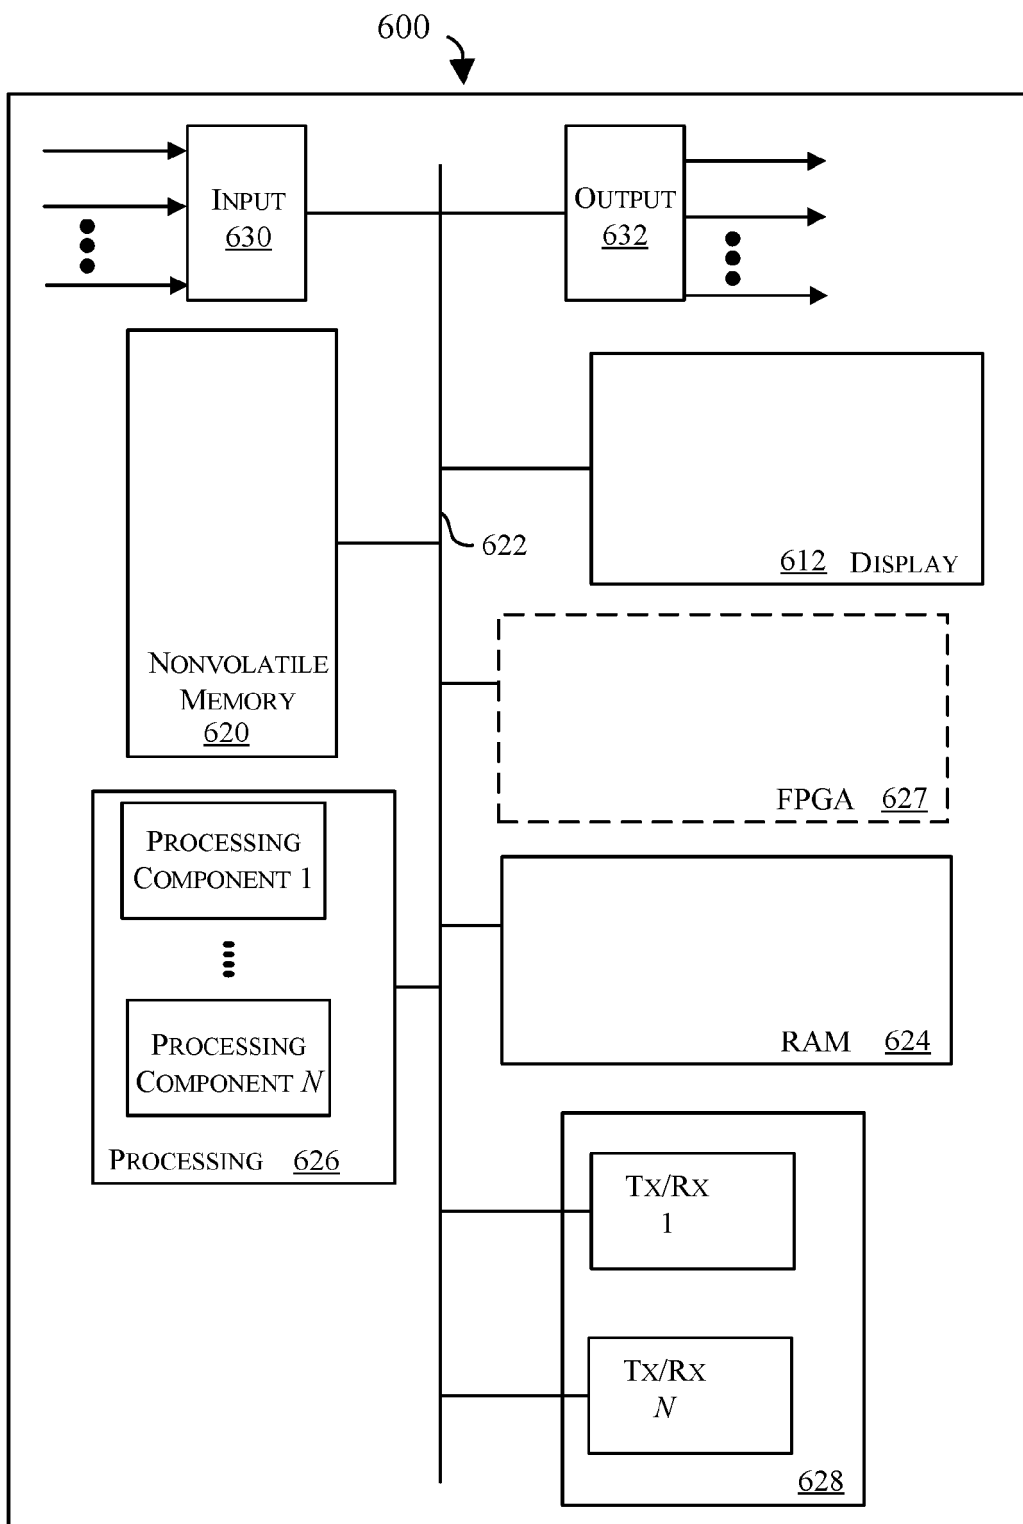 600
INPUT
630
OUTPUT
632
622
612 DISPLAY
NONVOLATILE
MEMORY
620
FPGA 627
PROCESSING
COMPONENT 1
PROCESSING
COMPONENT N
PROCESSING 626
RAM 624
TX/RX
1
TX/RX
N
628